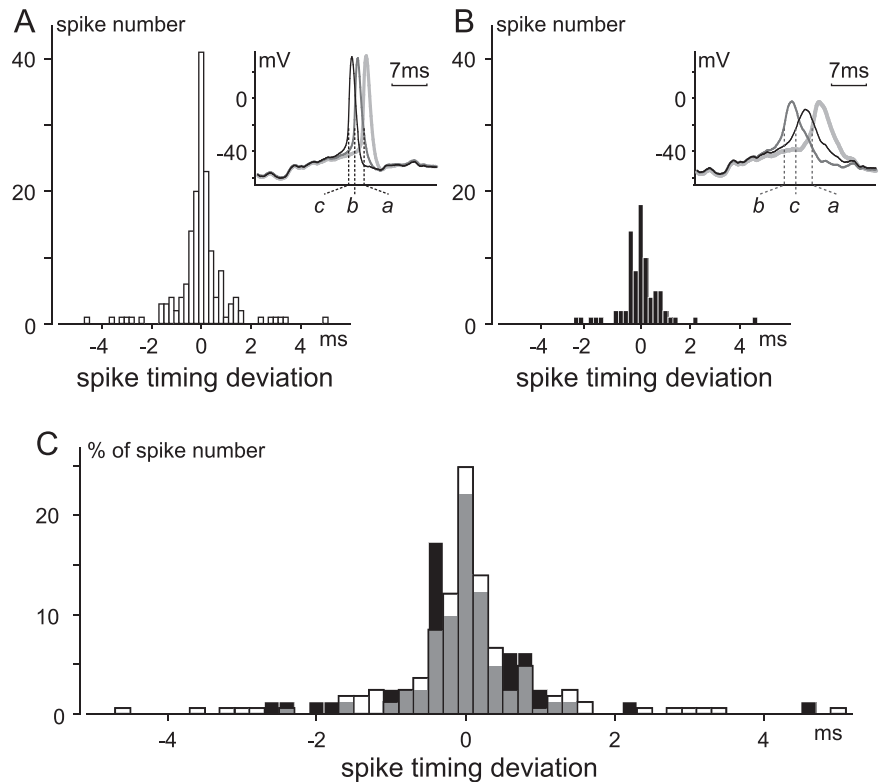 A
spike number
40
20
0
-4 -2 0 2 4 ms
spike timing deviation
mV
0
-40
7ms
c b a
B
spike number
40
20
0
-4 -2 0 2 4 ms
spike timing deviation
mV
0
-40
7ms
b c a
C
% of spike number
20
10
0
-4 -2 0 2 4 ms
spike timing deviation